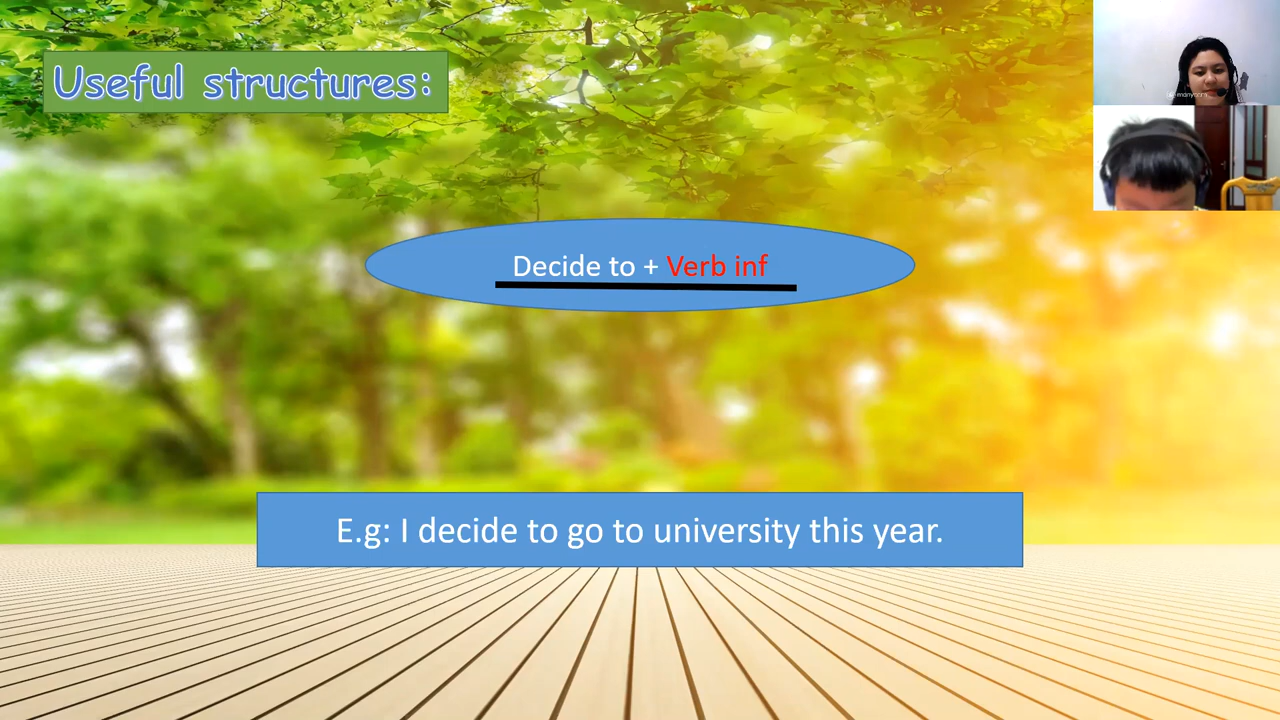 Useful structures:
Decide to + Verb inf
E.g: I decide to go to university this year.